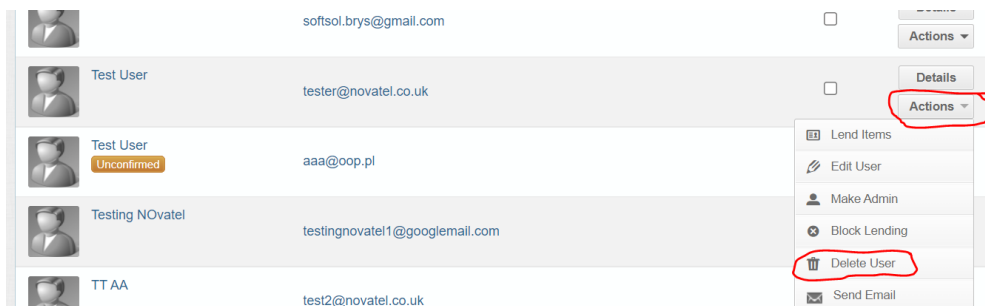 softsol.brys@gmail.com
Details
Actions
Test User
tester@novatel.co.uk
Details
Actions
Lend Items
Test User
Unconfirmed
aaa@oop.pl
Edit User
Make Admin
Testing NOvatel
testingnovatel1@googlemail.com
Block Lending
Delete User
TT AA
test2@novatel.co.uk
Send Email